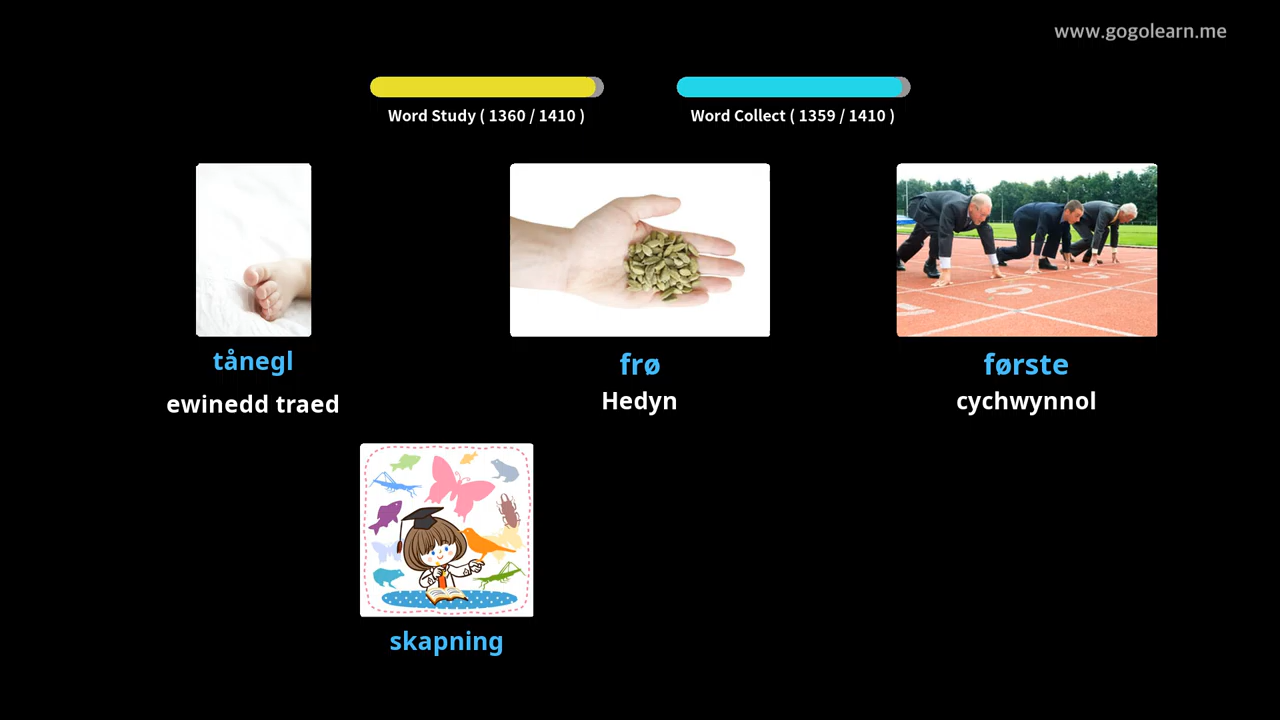 www.gogolearn.me
Word Study ( 1360 / 1410 )
Word Collect ( 1359 / 1410 )
tånegl
ewinedd traed
frø
Hedyn
første
cychwynnol
skapning